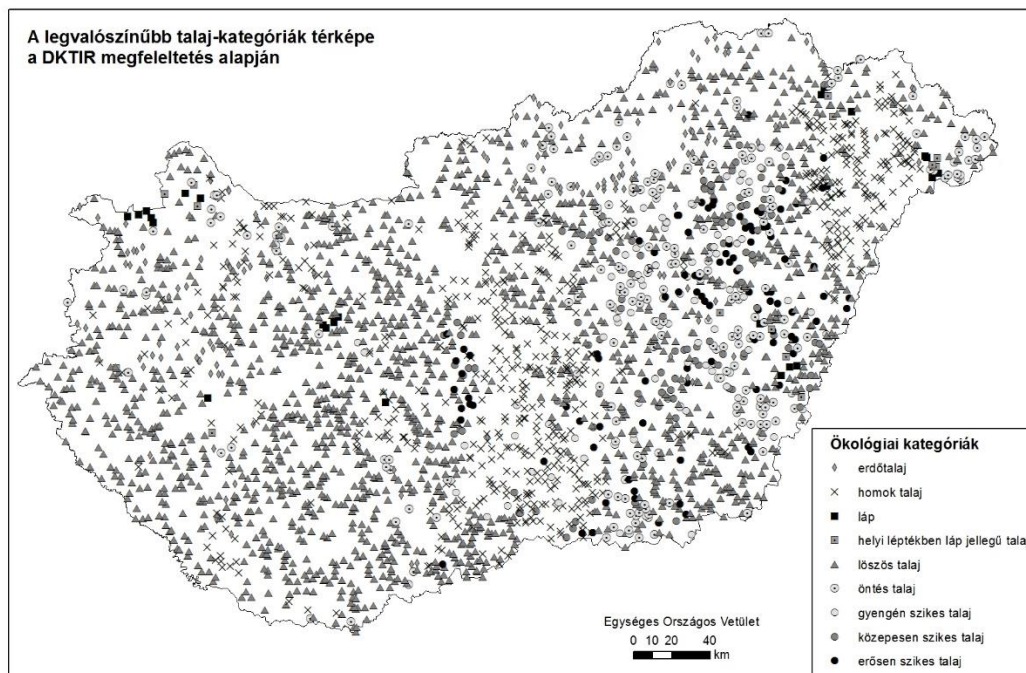 A legvalószínűbb talaj-kategóriák térképe
a DKTIR megfeleltetés alapján
Egységes Országos Vetület
0 10 20 40
km
Ökológiai kategóriák
erdőtalaj
homok talaj
láp
helyi léptékben láp jellegű tala
löszös talaj
öntés talaj
gyengén szikes talaj
közepesen szikes talaj
erősen szikes talaj